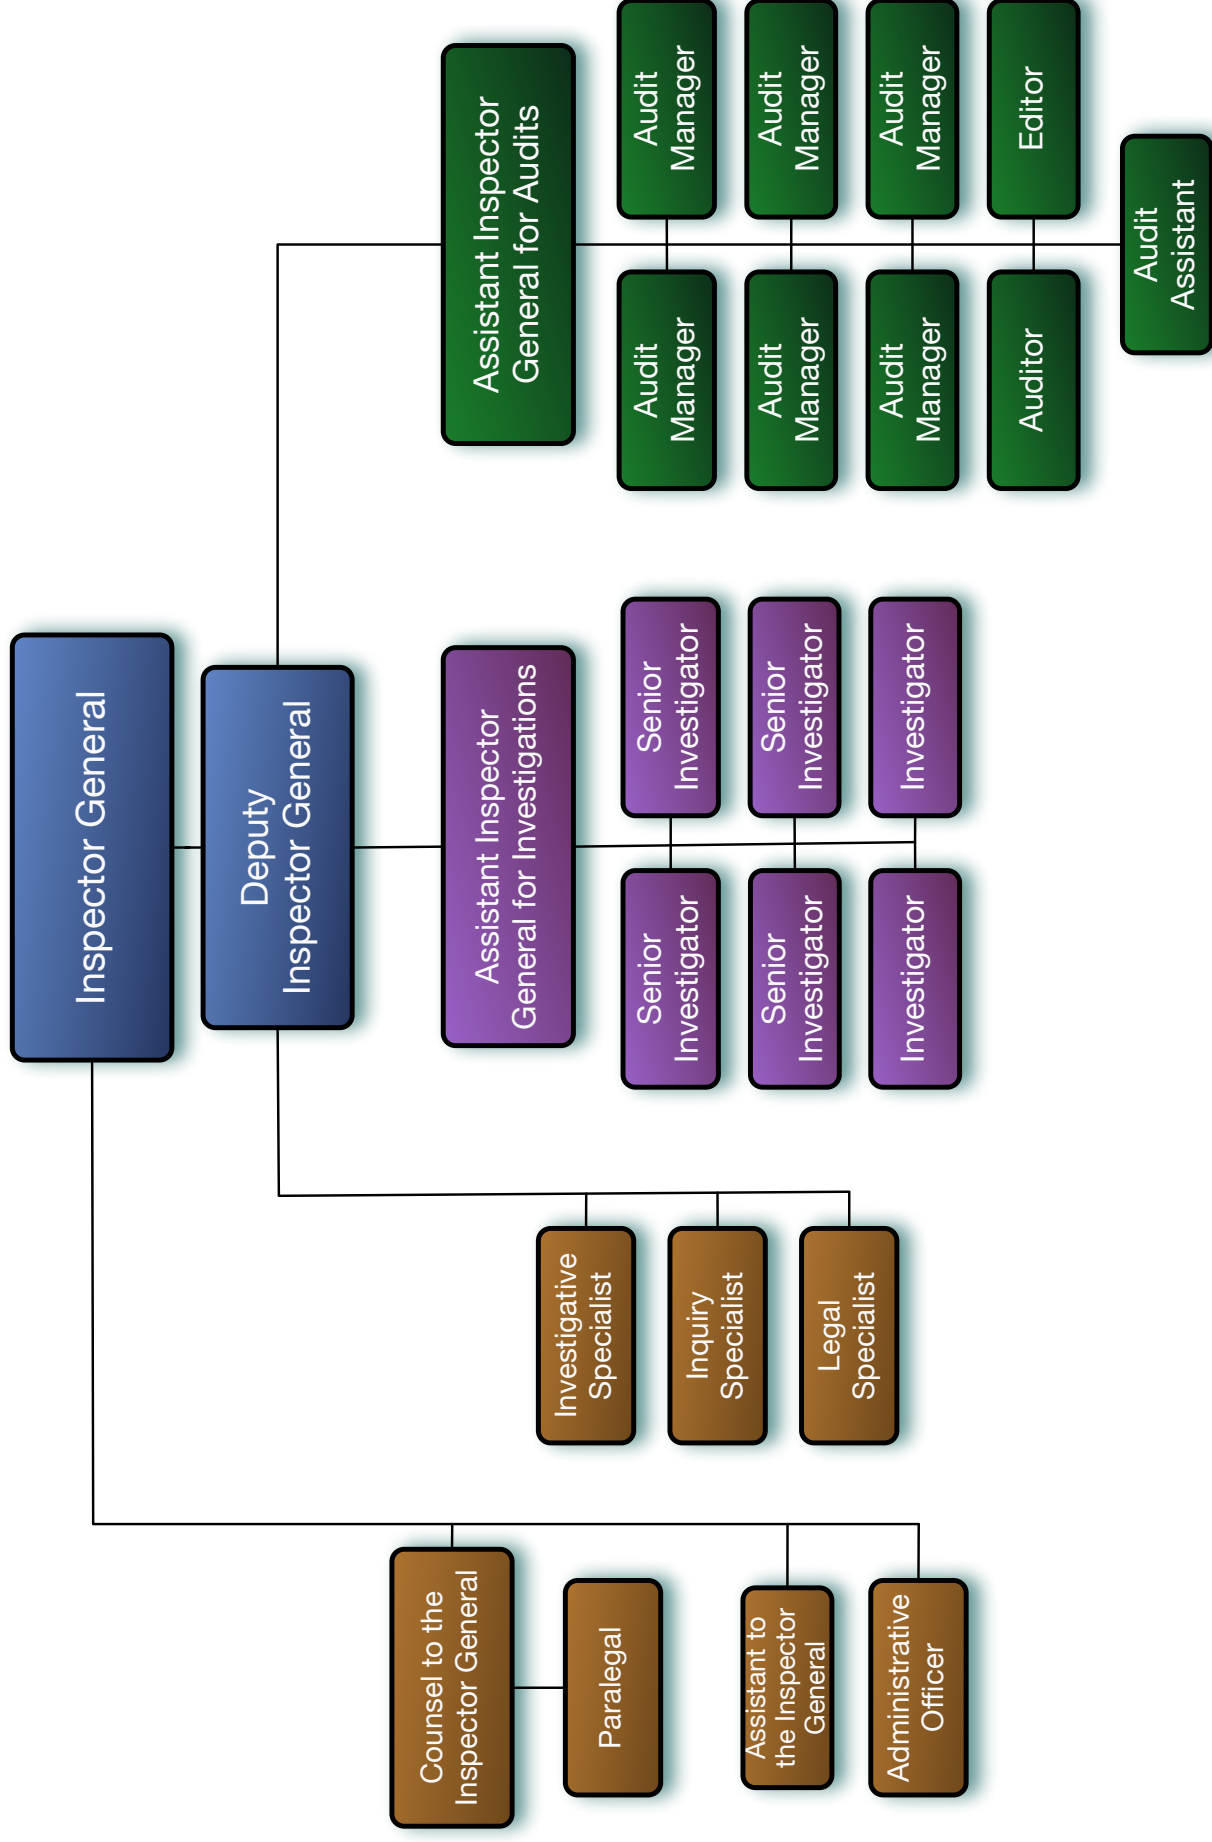 Inspector General
Deputy
Inspector General
Counsel to the
Inspector General
Paralegal
Assistant to
the Inspector
General
Administrative
Officer
Investigative
Specialist
Inquiry
Specialist
Legal
Specialist
Assistant Inspector
General for Investigations
Senior
Investigator
Senior
Investigator
Senior
Investigator
Senior
Investigator
Investigator
Investigator
Assistant Inspector
General for Audits
Audit
Manager
Audit
Manager
Audit
Manager
Audit
Manager
Audit
Manager
Audit
Manager
Auditor
Editor
Audit
Assistant